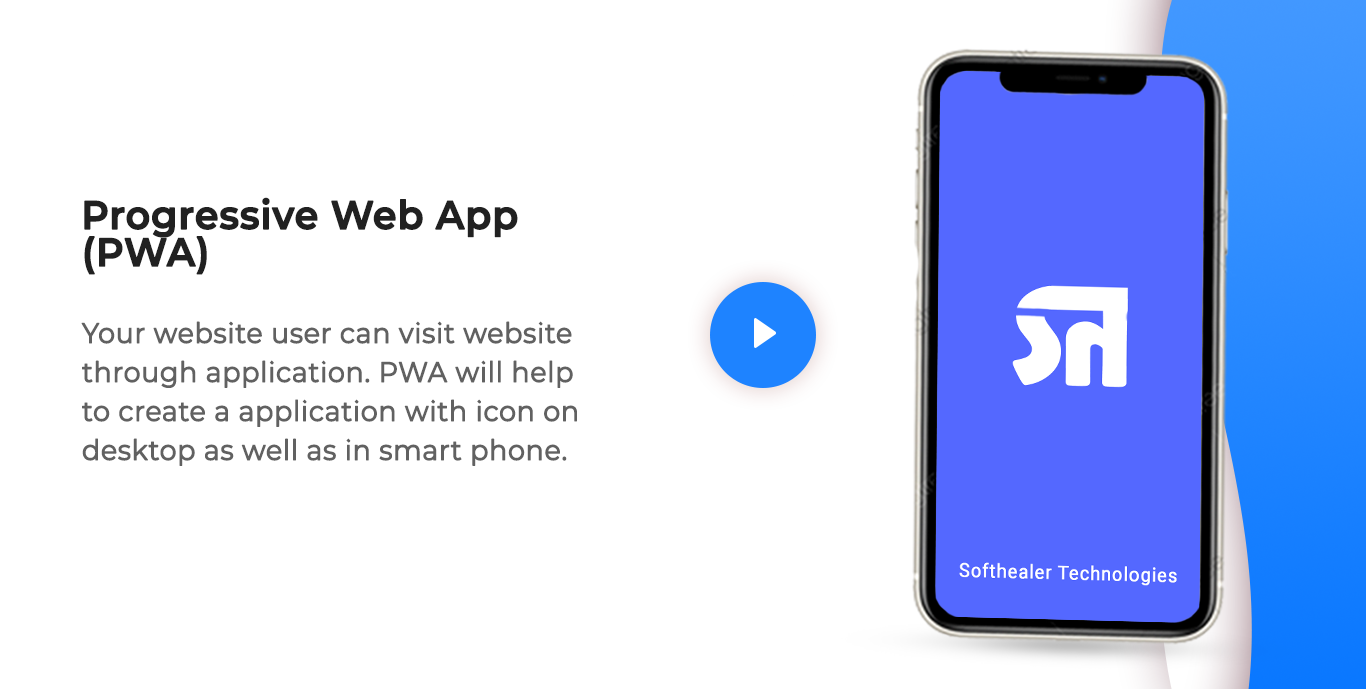 Progressive Web App
(PWA)
Your website user can visit website
through application. PWA will help
to create a application with icon on
desktop as well as in smart phone.
Softhealer Technologies